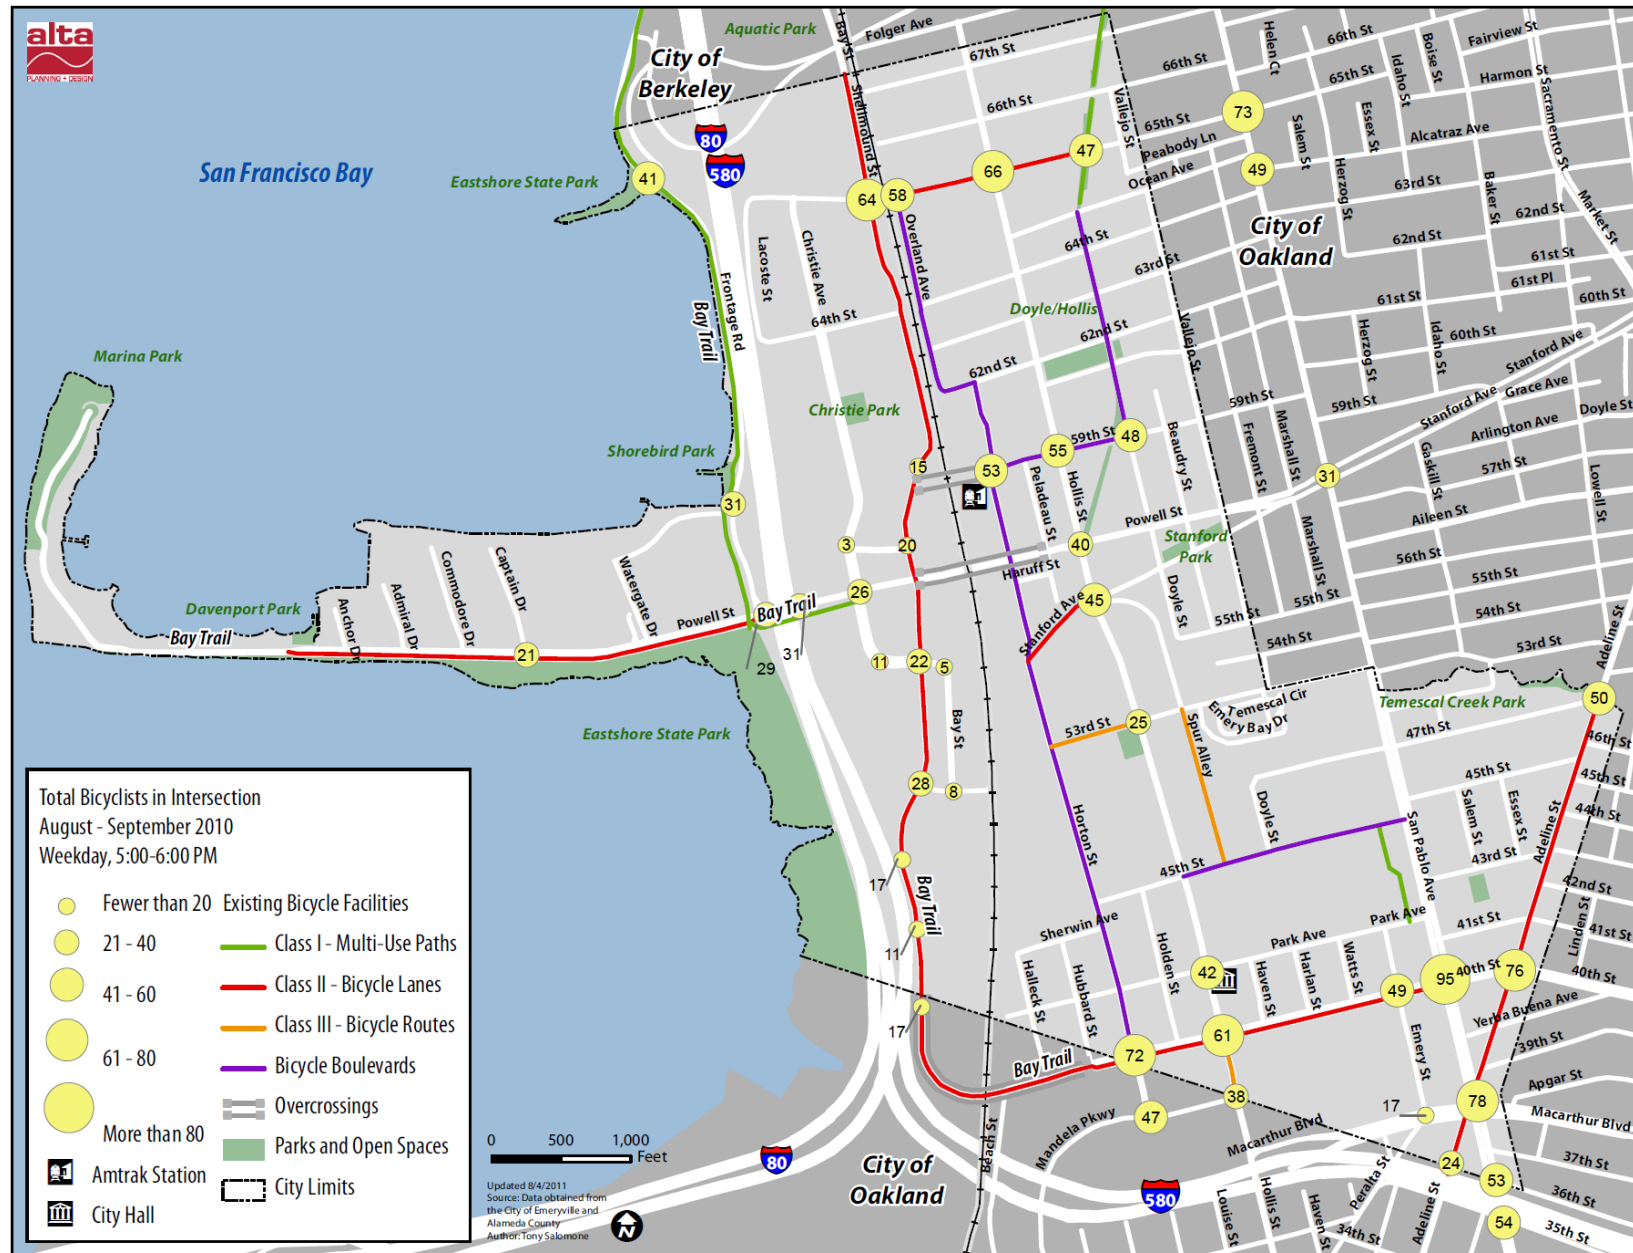 alta
PLANNING + DESIGN
Aquatic Park
Bay St
Folger Ave
67th St
66th St
66th St
66th St
Helen Ct
Boise St
Fairview St
Idaho St
65th St
Harmon St
Sacramento St
City of
Berkeley
80
580
Shellmound St
Vallejo St
65th St
Peabody Ln
Ocean Ave
73
49
Salem St
Essex St
Alcatraz Ave
Herzog St
63rd St
Baker St
62nd St
62nd St
Market St
61st St
61st Pl
61st St
60th St
60th St
San Francisco Bay
Eastshore State Park
41
64
58
66
47
City of
Oakland
Lacoste St
Christie Ave
Overland Ave
64th St
63rd St
64th St
Frontage Rd
Bay Trail
Doyle/Hollis
62nd St
62nd St
Vallejo St
Herzog St
Idaho St
Stanford Ave
Grace Ave
Doyle St
59th St
59th St
Stanford Ave
Arlington Ave
Marina Park
Christie Park
Shorebird Park
15
53
55
59th St
48
Beaudry St
Fremont St
Marshall St
31
Gaskill St
57th St
Lowell St
31
Peladeau St
Hollis St
Powell St
Aileen St
3
20
40
Stanford
Park
Marshall St
56th St
Haruff St
55th St
55th St
55th St
54th St
54th St
53rd St
Adeline St
Watergate Dr
Captain Dr
Commodore Dr
Admiral Dr
Anchor Dr
Davenport Park
Bay Trail
Powell St
Bay Trail
26
45
Doyle St
Stanford Ave
21
29
31
11
22
5
Eastshore State Park
Bay St
53rd St
25
Spur Alley
Temescal Cir
Emery Bay Dr
Temescal Creek Park
50
47th St
46th St
45th St
45th St
44th St
28
8
Horton St
Doyle St
San Pablo Ave
Salem St
Essex St
Adeline St
43rd St
42nd St
45th St
17
Bay Trail
11
17
Sherwin Ave
Park Ave
Park Ave
41st St
41st St
Linden St
Halleck St
Hubbard St
Holden St
42
Haven St
Harlan St
Watts St
49
95
40th St
76
40th St
Yerba Buena Ave
39th St
Bay Trail
72
61
Emery St
38
47
17
78
Apgar St
Macarthur Blvd
Macarthur Blvd
Mandela Pkwy
Beach St
37th St
24
53
36th St
54
35th St
34th St
Peralta St
Adeline St
Haven St
Hollis St
Louise St
580
80
City of
Oakland
Total Bicyclists in Intersection
August - September 2010
Weekday, 5:00-6:00 PM
Fewer than 20
21 - 40
41 - 60
61 - 80
More than 80
Amtrak Station
City Hall
Existing Bicycle Facilities
Class I - Multi-Use Paths
Class II - Bicycle Lanes
Class III - Bicycle Routes
Bicycle Boulevards
Overcrossings
Parks and Open Spaces
City Limits
0 500 1,000
Feet
Updated 8/4/2011
Source: Data obtained from
the City of Emeryville and
Alameda County
Author: Tony Salomone
N